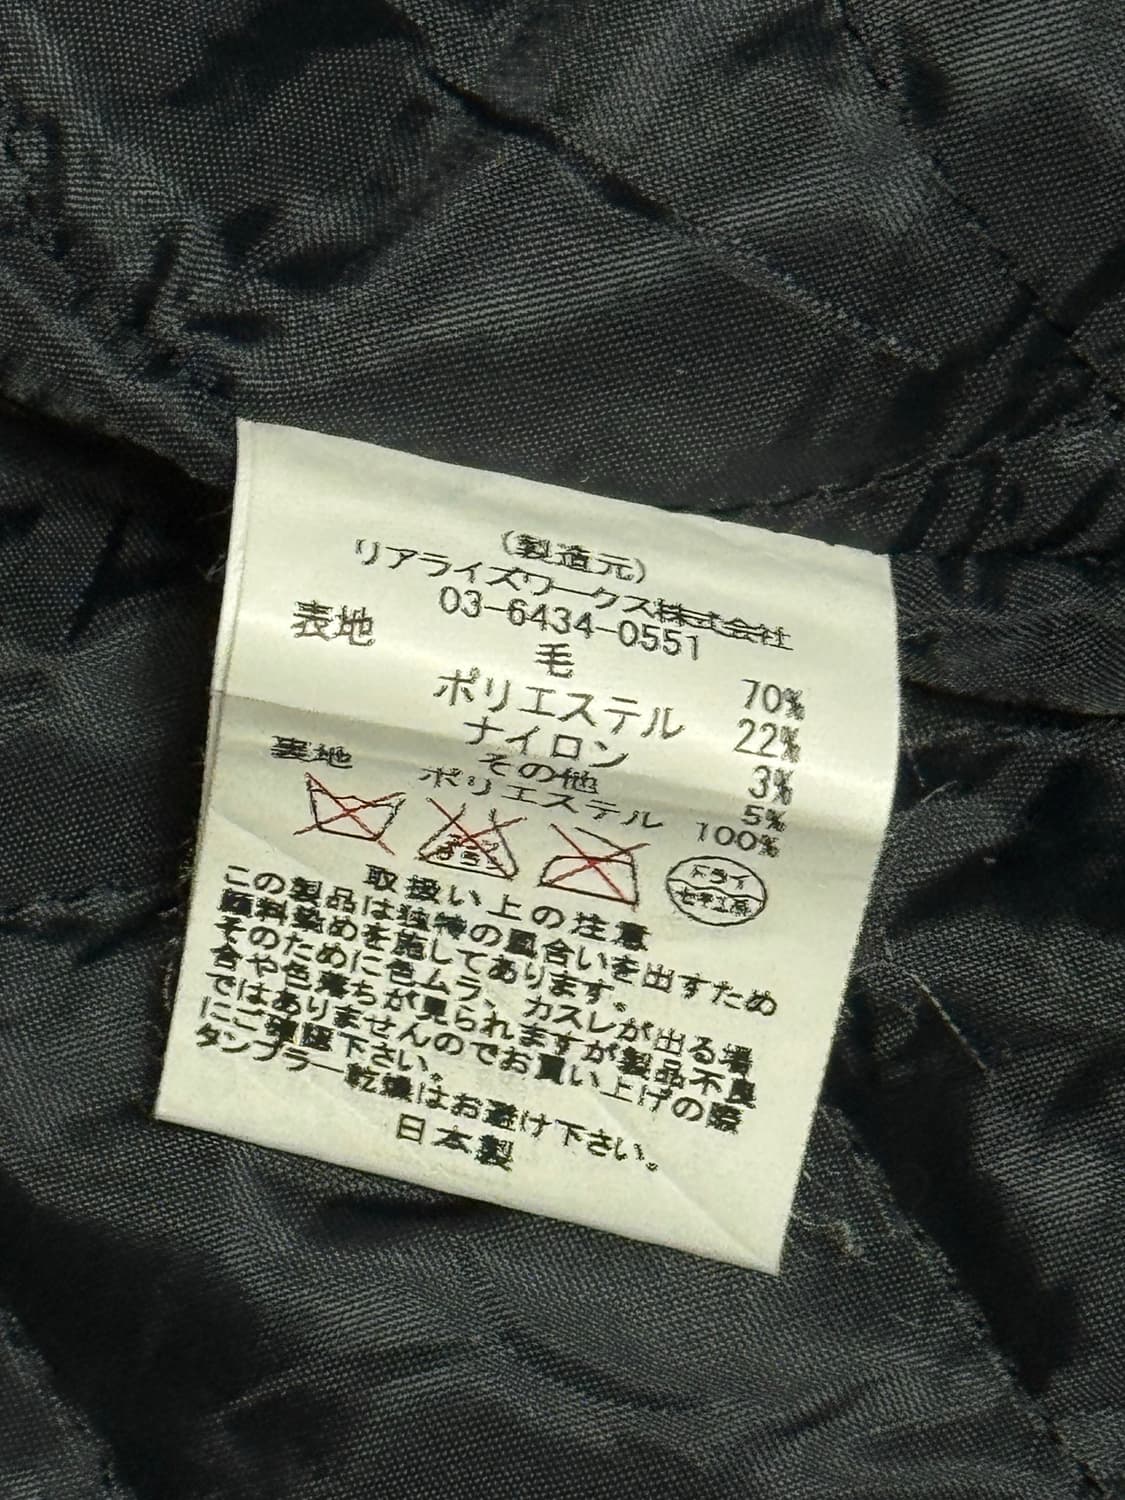 (製造元)
リアライズワークス株式会社
03-6434-0551
表地 毛 70%
ポリエステル 22%
ナイロン 3%
その他 5%
裏地 ポリエステル 100%
ドライ
取扱い上の注意
この製品は独特の風合いを出すため
顔料染めを施してあります。
そのために色ムラ、カスレが出る場
合や色落ちが見られますが製品不良
ではありませんのでお買い上げの際
にご確認下さい。
タンブラー乾燥はお避け下さい。
日本製